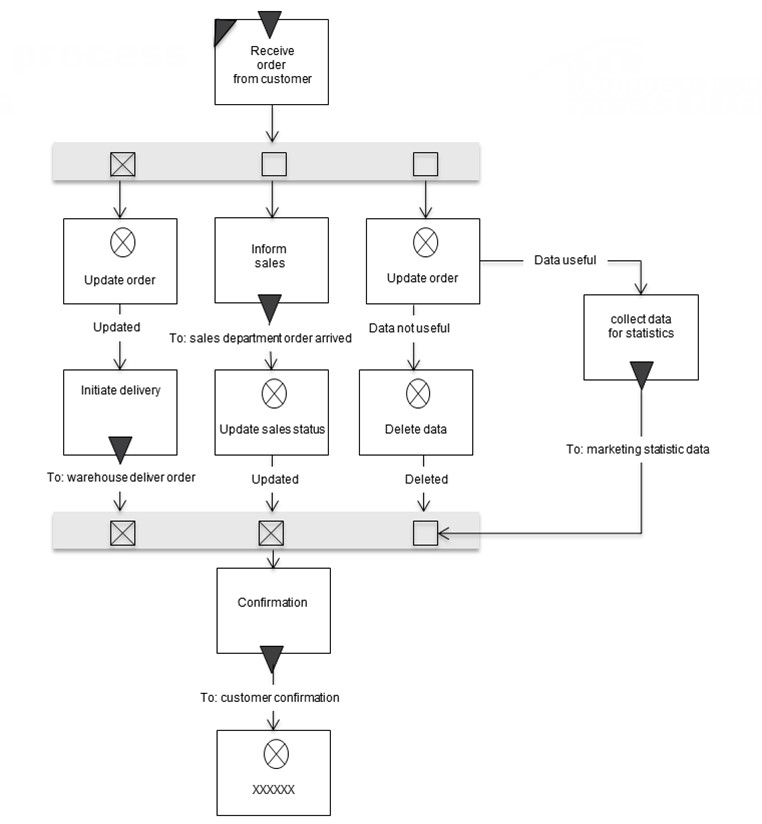 Receive
order
from customer
Update order
Inform
sales
Update order
Data useful
collect data
for statistics
Updated
To: sales department order arrived
Data not useful
Initiate delivery
Update sales status
Delete data
To: warehouse deliver order
Updated
Deleted
To: marketing statistic data
Confirmation
To: customer confirmation
XXXXXX